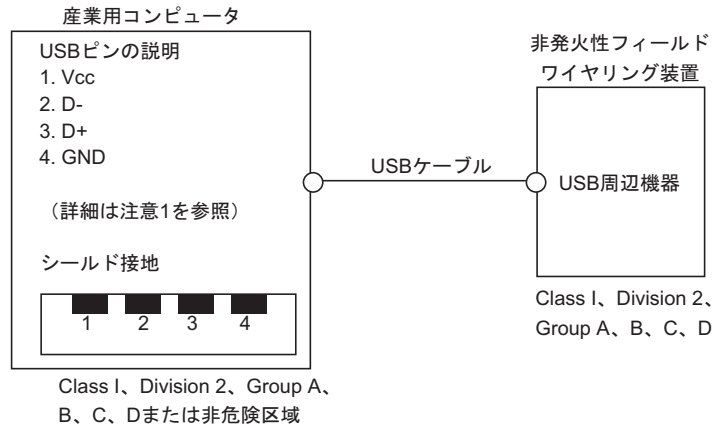 産業用コンピュータ
USBピンの説明
1. Vcc
2. D-
3. D+
4. GND
（詳細は注意1を参照）
シールド接地
1 2 3 4
Class I、Division 2、Group A、
B、C、Dまたは非危険区域
USBケーブル
非発火性フィールド
ワイヤリング装置
USB周辺機器
Class I、Division 2、
Group A、B、C、D